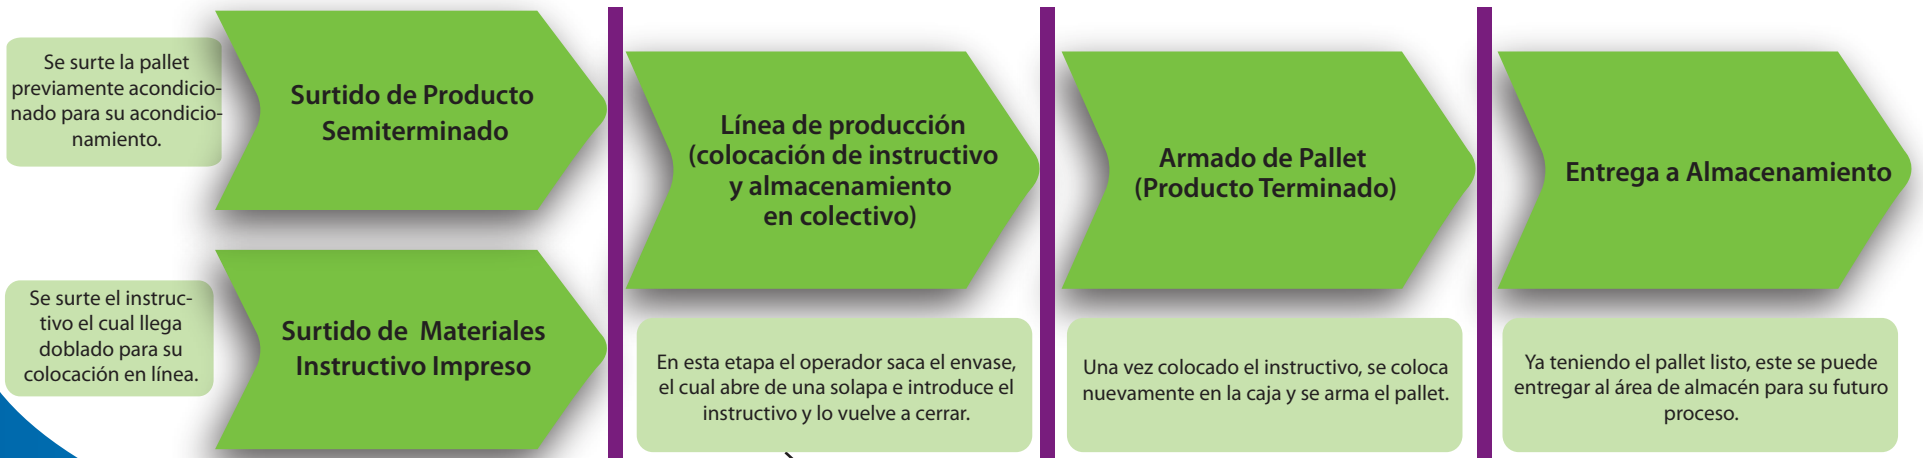 Se surte la pallet
previamente acondicio-
nado para su acondicio-
namiento.
Surtido de Producto
Semiterminado
Se surte el instruc-
tivo el cual llega
doblado para su
colocación en línea.
Surtido de Materiales
Instructivo Impreso
Línea de producción
(colocación de instructivo
y almacenamiento
en colectivo)
En esta etapa el operador saca el envase,
el cual abre de una solapa e introduce el
instructivo y lo vuelve a cerrar.
Armado de Pallet
(Producto Terminado)
Una vez colocado el instructivo, se coloca
nuevamente en la caja y se arma el pallet.
Entrega a Almacenamiento
Ya teniendo el pallet listo, este se puede
entregar al área de almacén para su futuro
proceso.